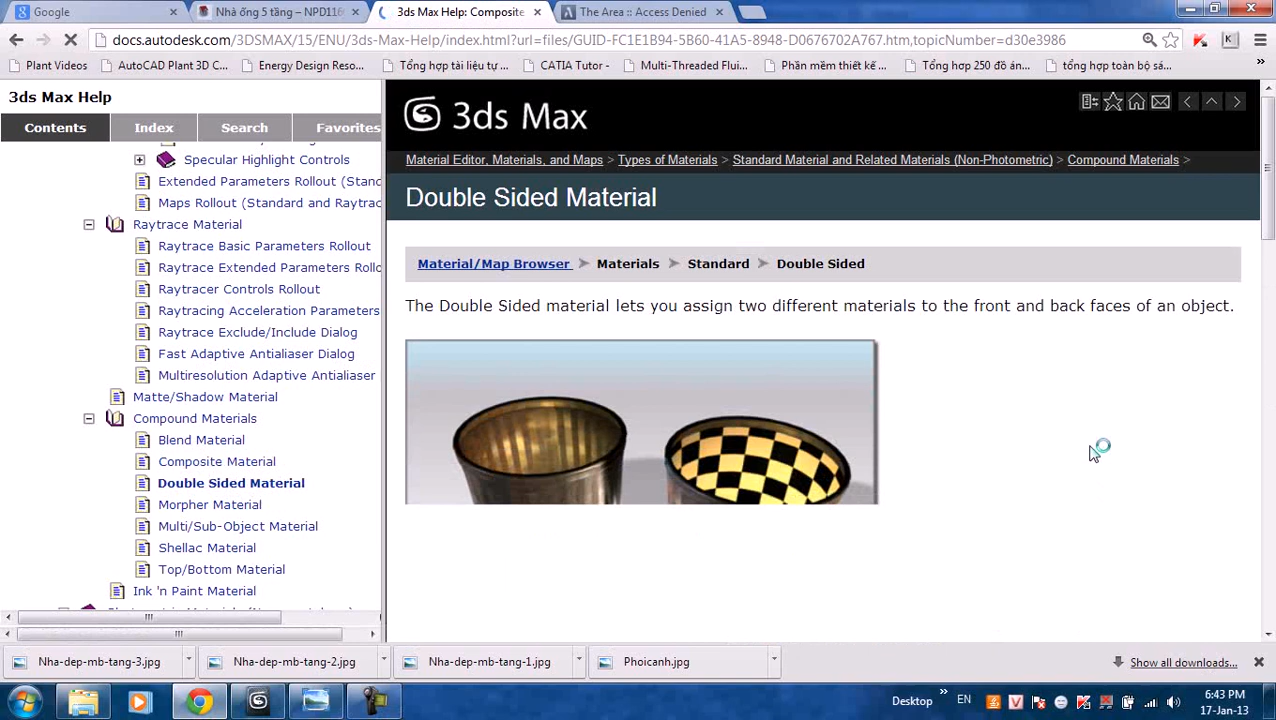 Google
Nhà ống 5 tầng – NPD116
3ds Max Help: Composite
The Area :: Access Denied
docs.autodesk.com/3DSMAX/15/ENU/3ds-Max-Help/index.html?url=files/GUID-FC1E1B94-5B60-41A5-8948-D0676702A767.htm,topicNumber=d30e3986
Plant Videos
AutoCAD Plant 3D C...
Energy Design Reso...
Tổng hợp tài liệu tự ...
CATIA Tutor -
Multi-Threaded Flui...
Phần mềm thiết kế ...
Tổng hợp 250 đồ án...
tổng hợp toàn bộ sá...
3ds Max Help
Contents
Index
Search
Favorites
Specular Highlight Controls
Extended Parameters Rollout (Stan
Maps Rollout (Standard and Raytrac
Raytrace Material
Raytrace Basic Parameters Rollout
Raytrace Extended Parameters Rollo
Raytracer Controls Rollout
Raytracing Acceleration Parameters
Raytrace Exclude/Include Dialog
Fast Adaptive Antialiaser Dialog
Multiresolution Adaptive Antialiaser
Matte/Shadow Material
Compound Materials
Blend Material
Composite Material
Double Sided Material
Morpher Material
Multi/Sub-Object Material
Shellac Material
Top/Bottom Material
Ink 'n Paint Material
3ds Max
Material Editor, Materials, and Maps > Types of Materials > Standard Material and Related Materials (Non-Photometric) > Compound Materials >
Double Sided Material
Material/Map Browser Materials Standard Double Sided
The Double Sided material lets you assign two different materials to the front and back faces of an object.
Nha-dep-mb-tang-3.jpg
Nha-dep-mb-tang-2.jpg
Nha-dep-mb-tang-1.jpg
Phoicanh.jpg
Show all downloads...
Desktop
EN
6:43 PM
17-Jan-13